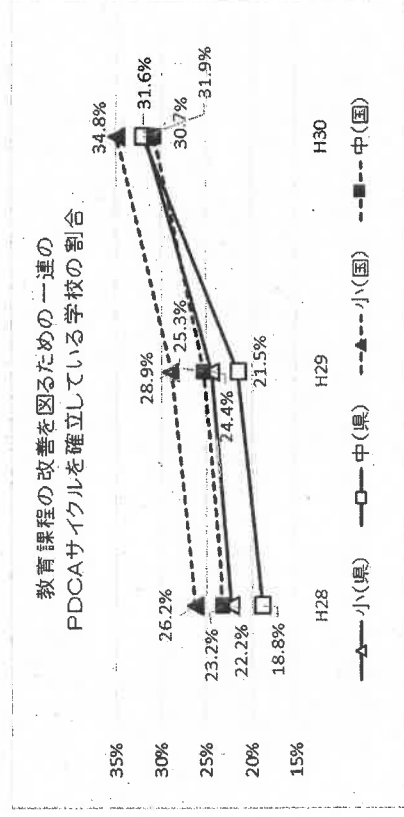 教育課程の改善を図るための一連の
PDCAサイクルを確立している学校の割合
35%
30%
25%
20%
15%
26.2%
23.2%
22.2%
18.8%
28.9%
25.3%
24.4%
21.5%
34.8%
31.6%
30.7%
31.9%
H28
H29
H30
小(県)
中(県)
小(国)
中(国)